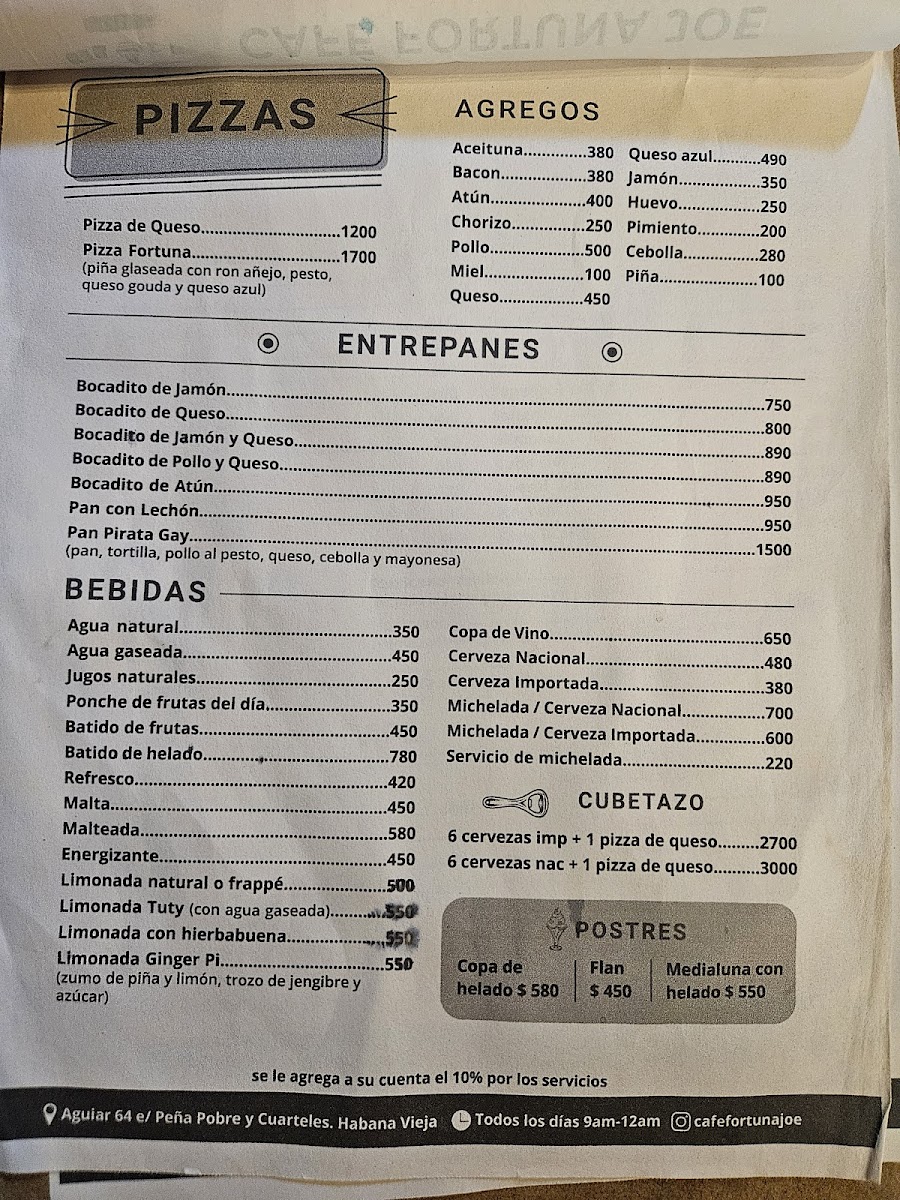 CAFÉ FORTUNA JOE
PIZZAS
Pizza de Queso..............................1200
Pizza Fortuna................................1700
(piña glaseada con ron añejo, pesto,
queso gouda y queso azul)
AGREGOS
Aceituna..............380
Bacon...................380
Atún.....................400
Chorizo................250
Pollo.....................500
Miel......................100
Queso..................450
Queso azul...........490
Jamón..................350
Huevo..................250
Pimiento..............200
Cebolla.................280
Piña......................100
ENTREPANES
Bocadito de Jamón..............................750
Bocadito de Queso..............................800
Bocadito de Jamón y Queso..............................890
Bocadito de Pollo y Queso..............................890
Bocadito de Atún..............................950
Pan con Lechón..............................950
Pan Pirata Gay..............................1500
(pan, tortilla, pollo al pesto, queso, cebolla y mayonesa)
BEBIDAS
Agua natural..............................350
Agua gaseada..............................450
Jugos naturales..............................250
Ponche de frutas del día..............................350
Batido de frutas..............................450
Batido de helado..............................780
Refresco..............................420
Malta..............................450
Malteada..............................580
Energizante..............................450
Limonada natural o frappé......................500
Limonada Tuty (con agua gaseada)...........550
Limonada con hierbabuena....................550
Limonada Ginger Pi..............................550
(zumo de piña y limón, trozo de jengibre y
azúcar)
Copa de Vino..............................650
Cerveza Nacional..............................480
Cerveza Importada..............................380
Michelada / Cerveza Nacional.................700
Michelada / Cerveza Importada..............600
Servicio de michelada............................220
CUBETAZO
6 cervezas imp + 1 pizza de queso.........2700
6 cervezas nac + 1 pizza de queso..........3000
POSTRES
Copa de
helado $ 580
Flan
$ 450
Medialuna con
helado $ 550
se le agrega a su cuenta el 10% por los servicios
Aguiar 64 e/ Peña Pobre y Cuarteles. Habana Vieja Todos los días 9am-12am cafefortunajoe